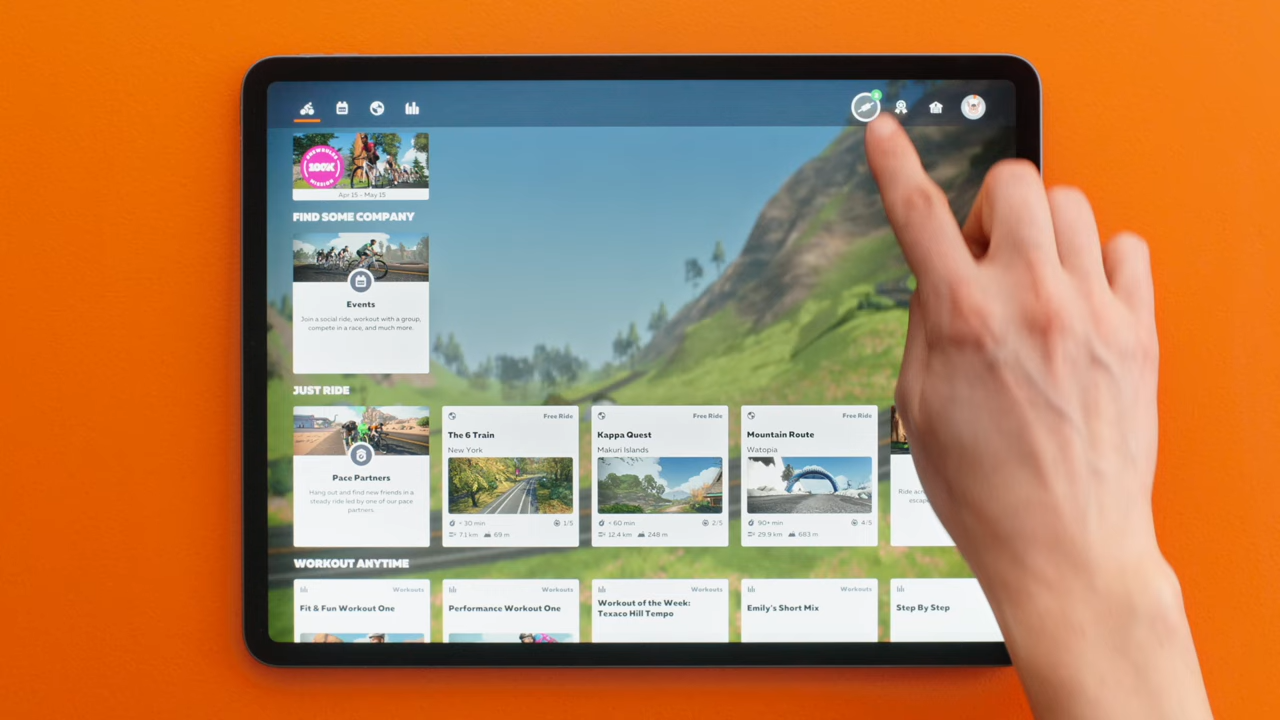 100K
MISSION
Apr 15 - May 15
FIND SOME COMPANY
Events
Join a social ride, workout with a group,
compete in a race, and much more.
JUST RIDE
Pace Partners
Hang out and find new friends in a
steady ride led by one of our pace
partners.
Free Ride
The 6 Train
New York
< 30 min
1/5
7.1 km
69 m
Free Ride
Kappa Quest
Makuri Islands
< 60 min
2/5
12.4 km
248 m
Free Ride
Mountain Route
Watopia
90+ min
4/5
29.9 km
683 m
Ride
WORKOUT ANYTIME
Workouts
Fit & Fun Workout One
Workouts
Performance Workout One
Workouts
Workout of the Week:
Texaco Hill Tempo
Workouts
Emily's Short Mix
Step By Step